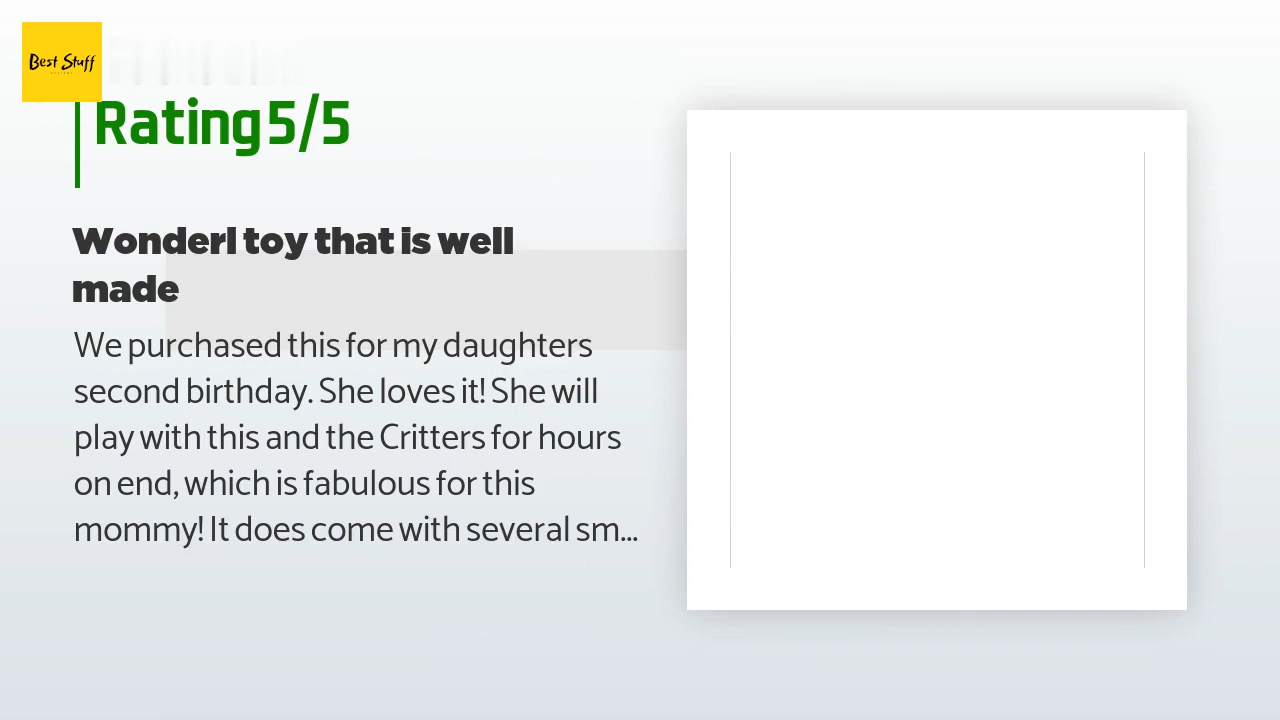 Best Stuff
Rating 5/5
Wonderl toy that is well
made
We purchased this for my daughters
second birthday. She loves it! She will
play with this and the Critters for hours
on end, which is fabulous for this
mommy! It does come with several sm...